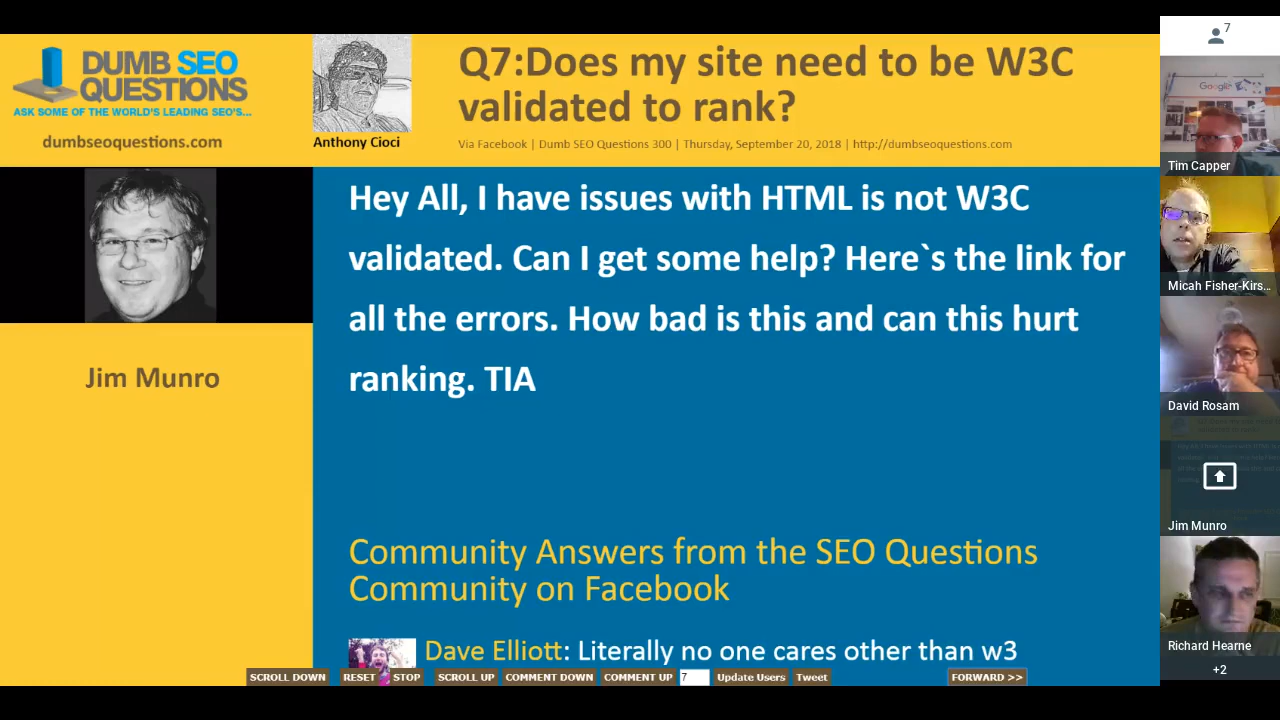 DUMB SEO
QUESTIONS
ASK SOME OF THE WORLD'S LEADING SEO'S...
dumbseoquestions.com
Anthony Cioci
Q7:Does my site need to be W3C
validated to rank?
Via Facebook | Dumb SEO Questions 300 | Thursday, September 20, 2018 | http://dumbseoquestions.com
Jim Munro
Hey All, I have issues with HTML is not W3C
validated. Can I get some help? Here`s the link for
all the errors. How bad is this and can this hurt
ranking. TIA
Community Answers from the SEO Questions
Community on Facebook
Dave Elliott: Literally no one cares other than w3
SCROLL DOWN RESET STOP SCROLL UP COMMENT DOWN COMMENT UP 7 Update Users Tweet FORWARD >>
7
Google
Tim Capper
Micah Fisher-Kirs...
David Rosam
Jim Munro
Richard Hearne
+2